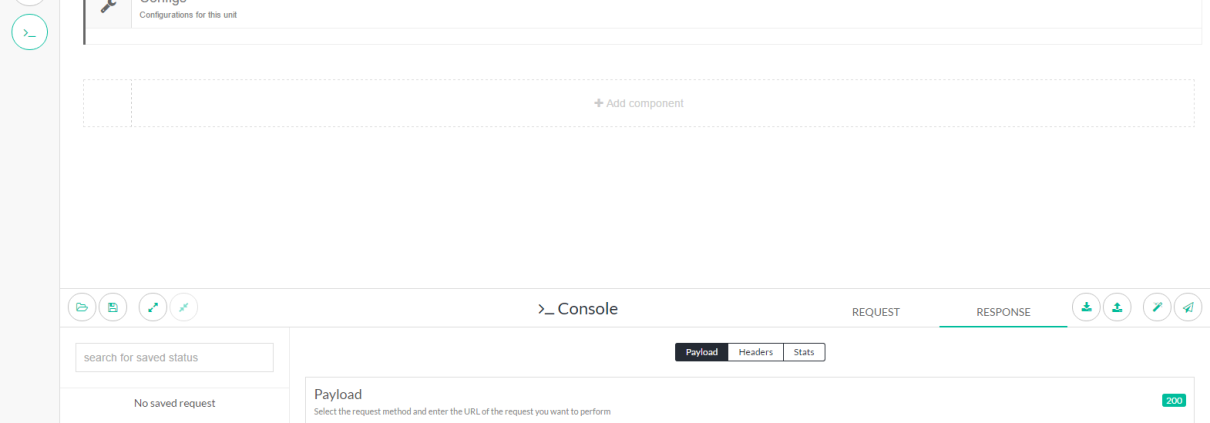 Configs
Configurations for this unit
>_
+ Add component
>_ Console
REQUEST
RESPONSE
search for saved status
Payload
Headers
Stats
No saved request
Payload
200
Select the request method and enter the URL of the request you want to perform